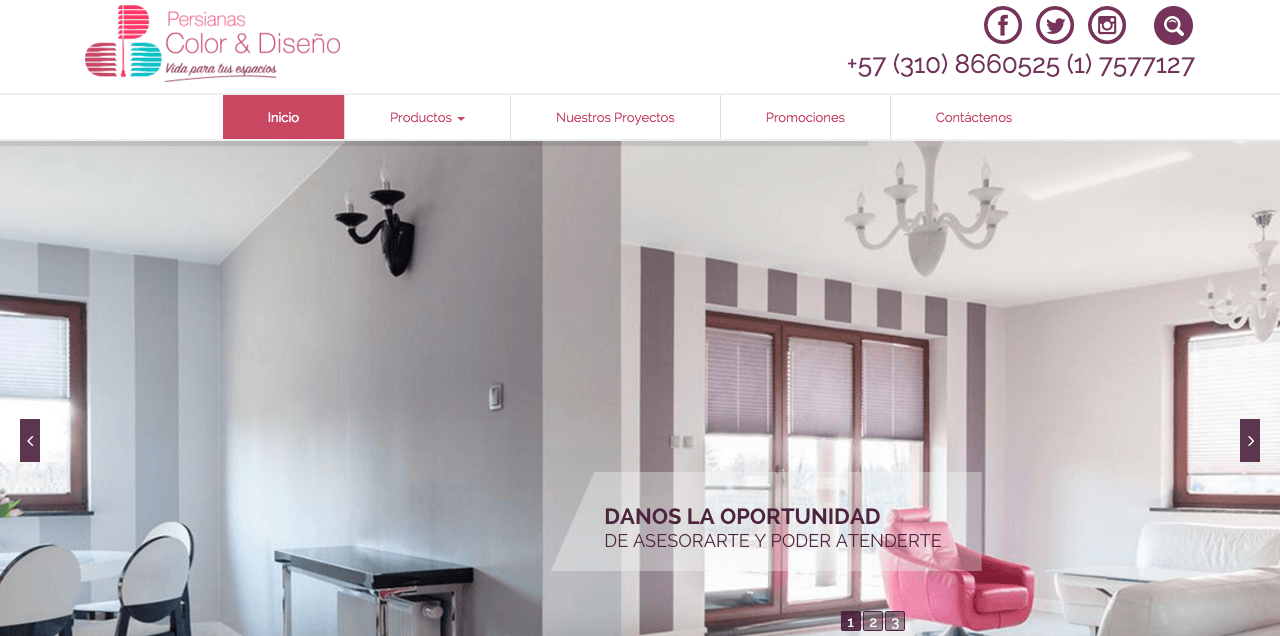 Persianas
Color & Diseño
Vida para tus espacios
+57 (310) 8660525 (1) 7577127
Inicio
Productos
Nuestros Proyectos
Promociones
Contáctenos
DANOS LA OPORTUNIDAD
DE ASESORARTE Y PODER ATENDERTE
1 2 3